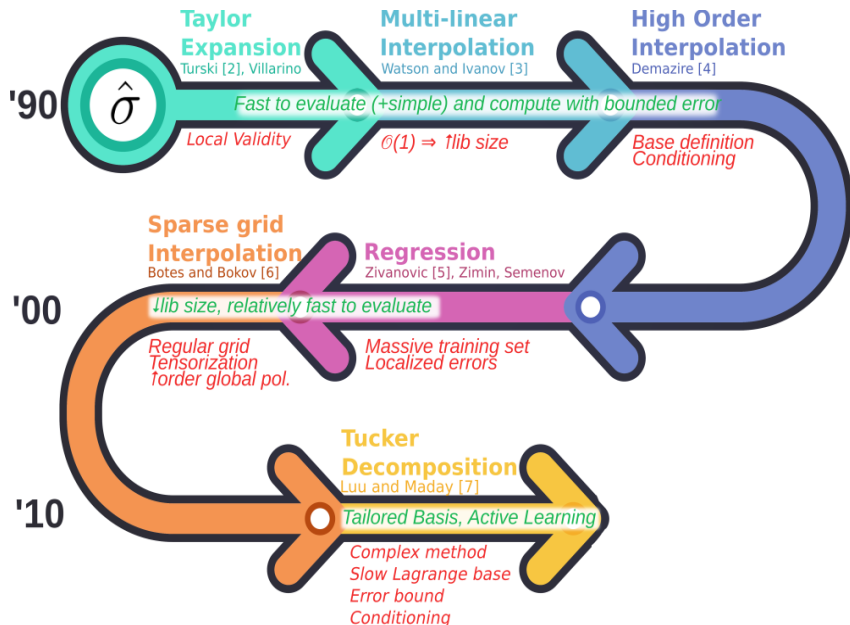 Taylor
Expansion
Turski [2], Villarino
Multi-linear
Interpolation
Watson and Ivanov [3]
High Order
Interpolation
Demazire [4]
'90
σ̂
Fast to evaluate (+simple) and compute with bounded error
Local Validity
𝒪(1) ⇒ ↑lib size
Base definition
Conditioning
Sparse grid
Interpolation
Botes and Bokov [6]
Regression
Zivanovic [5], Zimin, Semenov
'00
↓lib size, relatively fast to evaluate
Regular grid
Tensorization
↑order global pol.
Massive training set
Localized errors
Tucker
Decomposition
Luu and Maday [7]
'10
Tailored Basis, Active Learning
Complex method
Slow Lagrange base
Error bound
Conditioning